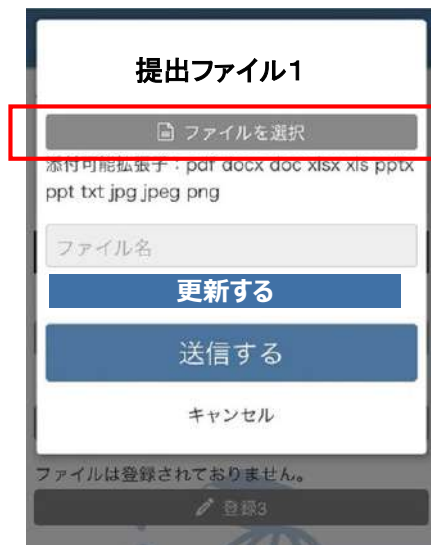 提出ファイル1
ファイルを選択
添付可能拡張子：pdf docx doc xlsx xls pptx
ppt txt jpg jpeg png
ファイル名
更新する
送信する
キャンセル
ファイルは登録されておりません。
登録3